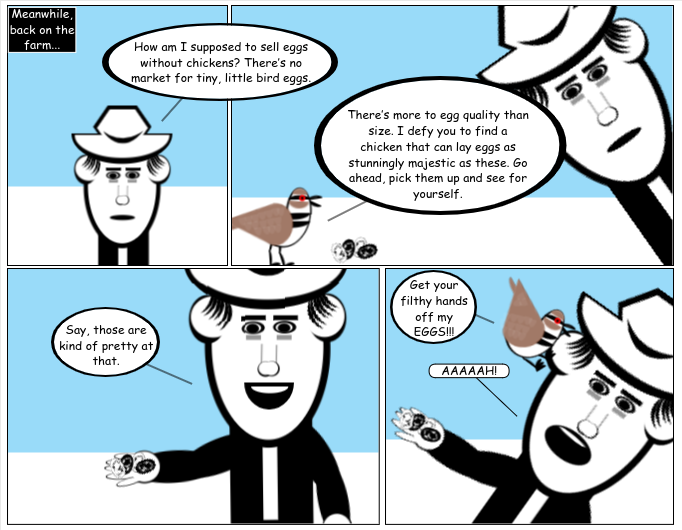 Meanwhile,
back on the
farm...
How am I supposed to sell eggs
without chickens? There's no
market for tiny, little bird eggs.
There's more to egg quality than
size. I defy you to find a
chicken that can lay eggs as
stunningly majestic as these. Go
ahead, pick them up and see for
yourself.
Say, those are
kind of pretty at
that.
Get your
filthy hands
off my
EGGS!!!
AAAAAH!